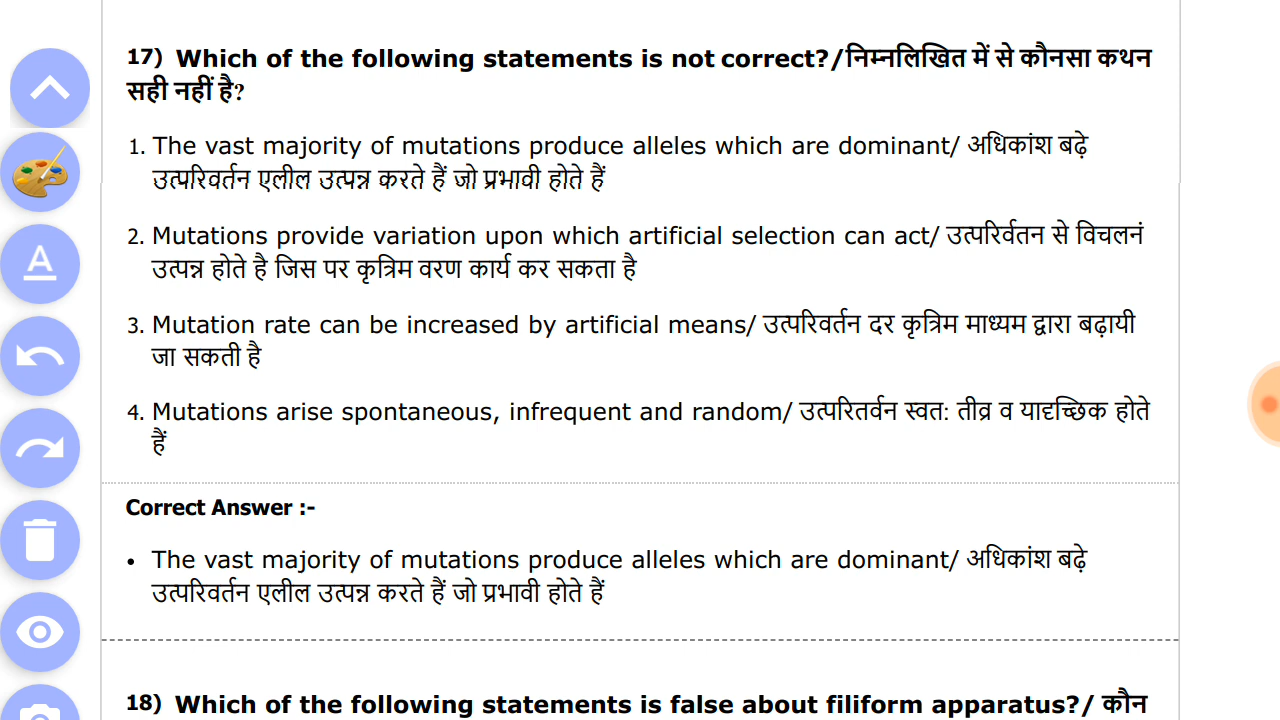 17) Which of the following statements is not correct?/निम्नलिखित में से कौनसा कथन
सही नहीं है?
1. The vast majority of mutations produce alleles which are dominant/ अधिकांश बढ़े
उत्परिवर्तन एलील उत्पन्न करते हैं जो प्रभावी होते हैं
2. Mutations provide variation upon which artificial selection can act/ उत्परिर्वतन से विचलनं
उत्पन्न होते है जिस पर कृत्रिम वरण कार्य कर सकता है
3. Mutation rate can be increased by artificial means/ उत्परिवर्तन दर कृत्रिम माध्यम द्वारा बढ़ायी
जा सकती है
4. Mutations arise spontaneous, infrequent and random/ उत्परितर्वन स्वत: तीव्र व यादृच्छिक होते
हैं
Correct Answer :-
• The vast majority of mutations produce alleles which are dominant/ अधिकांश बढ़े
उत्परिवर्तन एलील उत्पन्न करते हैं जो प्रभावी होते हैं
18) Which of the following statements is false about filiform apparatus?/ कौन
A